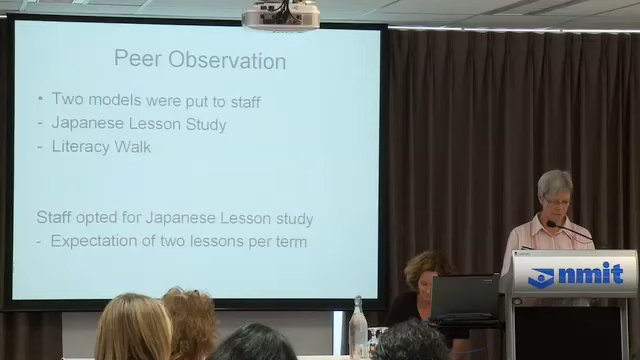 Peer Observation
• Two models were put to staff
- Japanese Lesson Study
- Literacy Walk
Staff opted for Japanese Lesson study
- Expectation of two lessons per term
nmit